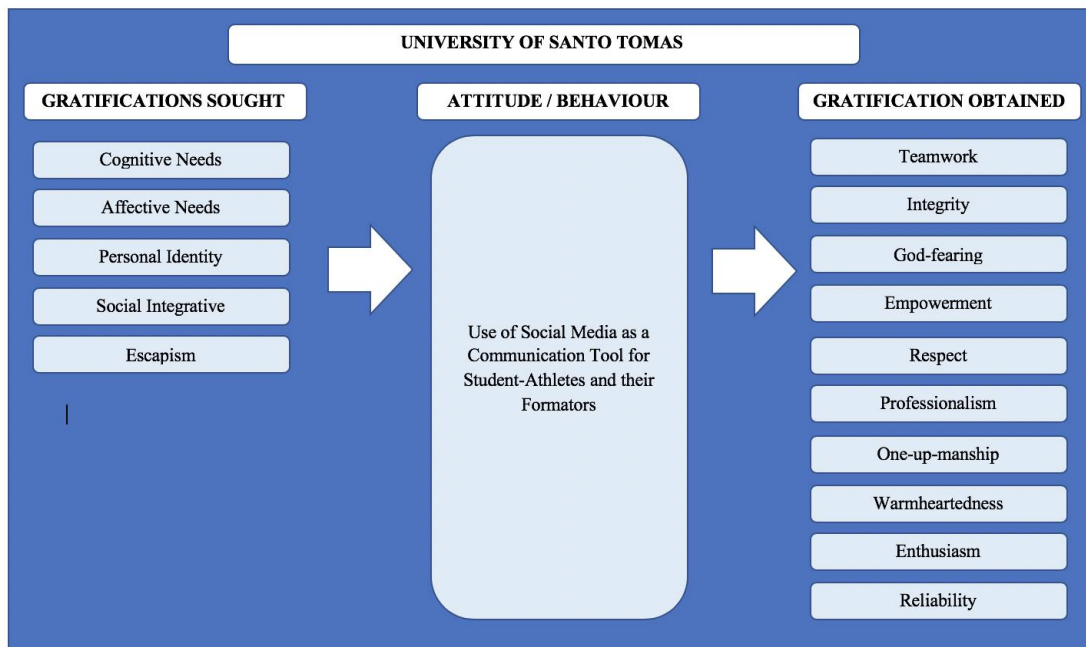 UNIVERSITY OF SANTO TOMAS
GRATIFICATIONS SOUGHT
Cognitive Needs
Affective Needs
Personal Identity
Social Integrative
Escapism
ATTITUDE / BEHAVIOUR
Use of Social Media as a
Communication Tool for
Student-Athletes and their
Formators
GRATIFICATION OBTAINED
Teamwork
Integrity
God-fearing
Empowerment
Respect
Professionalism
One-up-manship
Warmheartedness
Enthusiasm
Reliability